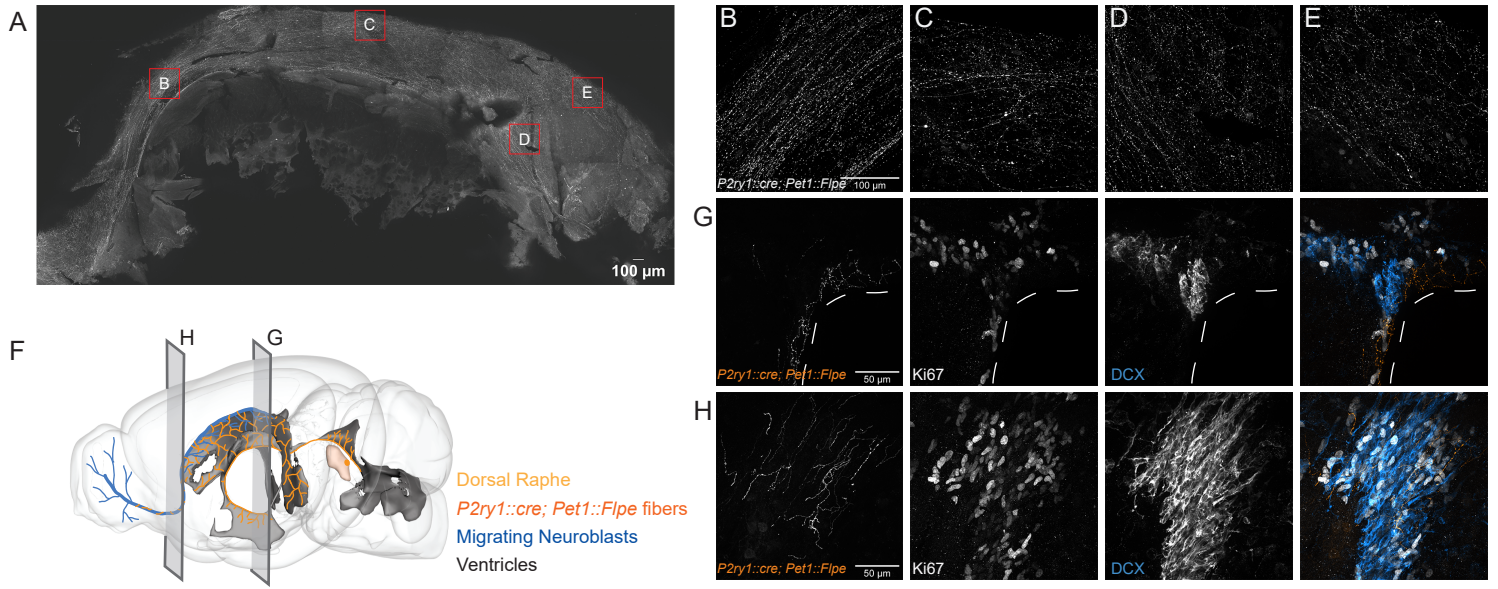 A
C
B
E
D
100 µm
B
C
D
E
P2ry1::cre; Pet1::Flpe
100 µm
G
P2ry1::cre; Pet1::Flpe
50 µm
Ki67
DCX
F
H
G
Dorsal Raphe
P2ry1::cre; Pet1::Flpe fibers
Migrating Neuroblasts
Ventricles
H
P2ry1::cre; Pet1::Flpe
50 µm
Ki67
DCX